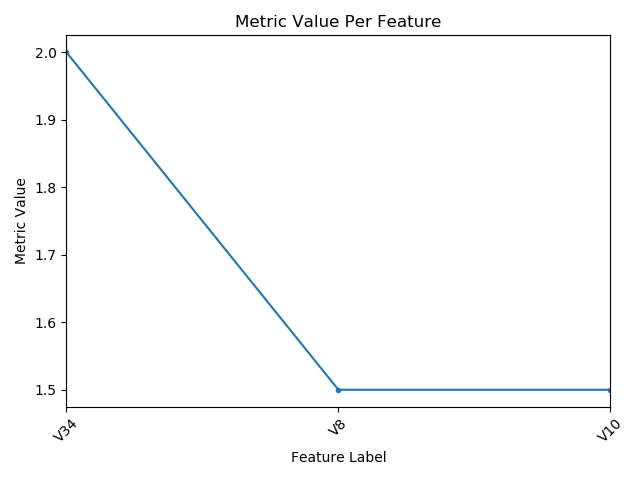 Metric Value Per Feature
2.0
1.9
1.8
1.7
1.6
1.5
Metric Value
V34
V8
V10
Feature Label